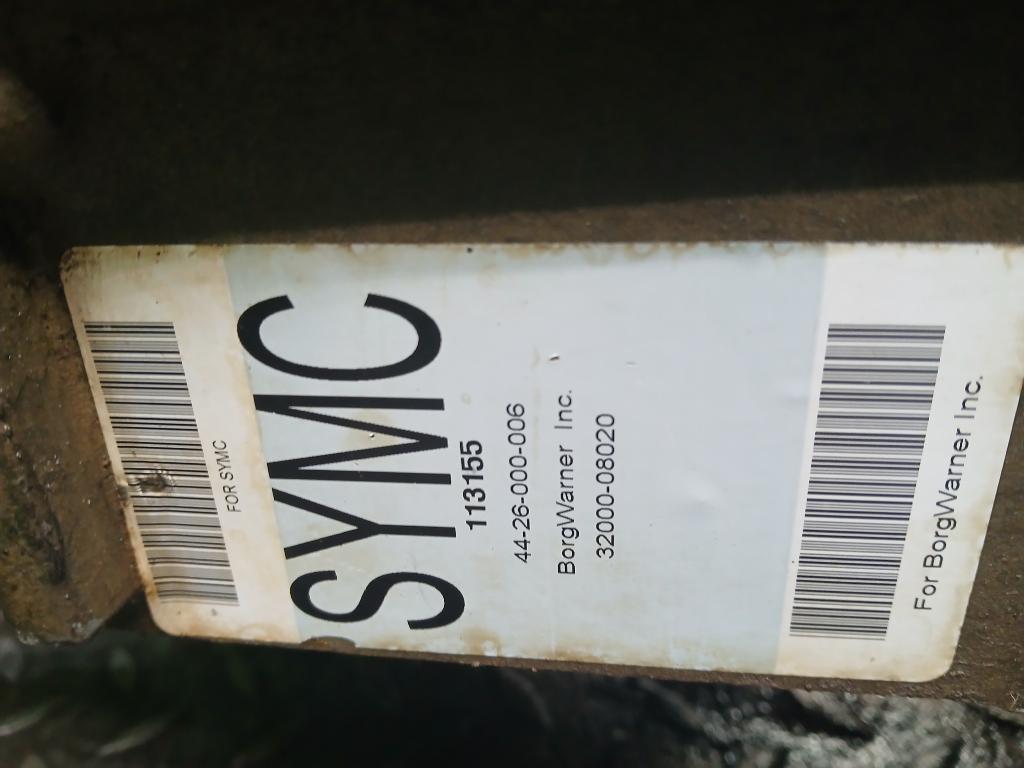 FOR SYMC
SYMC
113155
44-26-000-006
BorgWarner Inc.
32000-08020
For BorgWarner Inc.